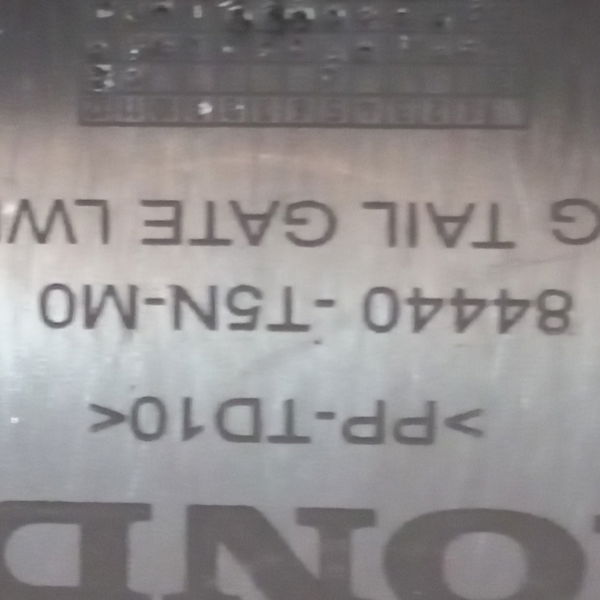 OND
>PP-TD10<
84440 -T5N-M0
G TAIL GATE LW